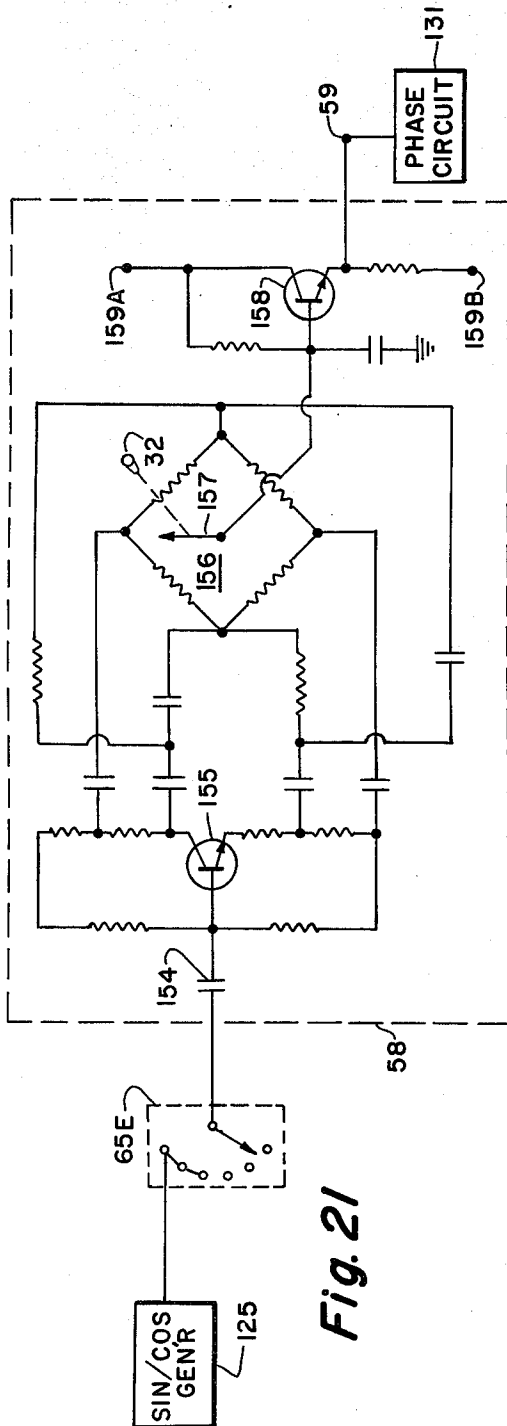 SIN/COS
GEN'R
125
65E
154
58
155
156
157
32
158
159A
159B
59
PHASE
CIRCUIT
131
Fig. 21